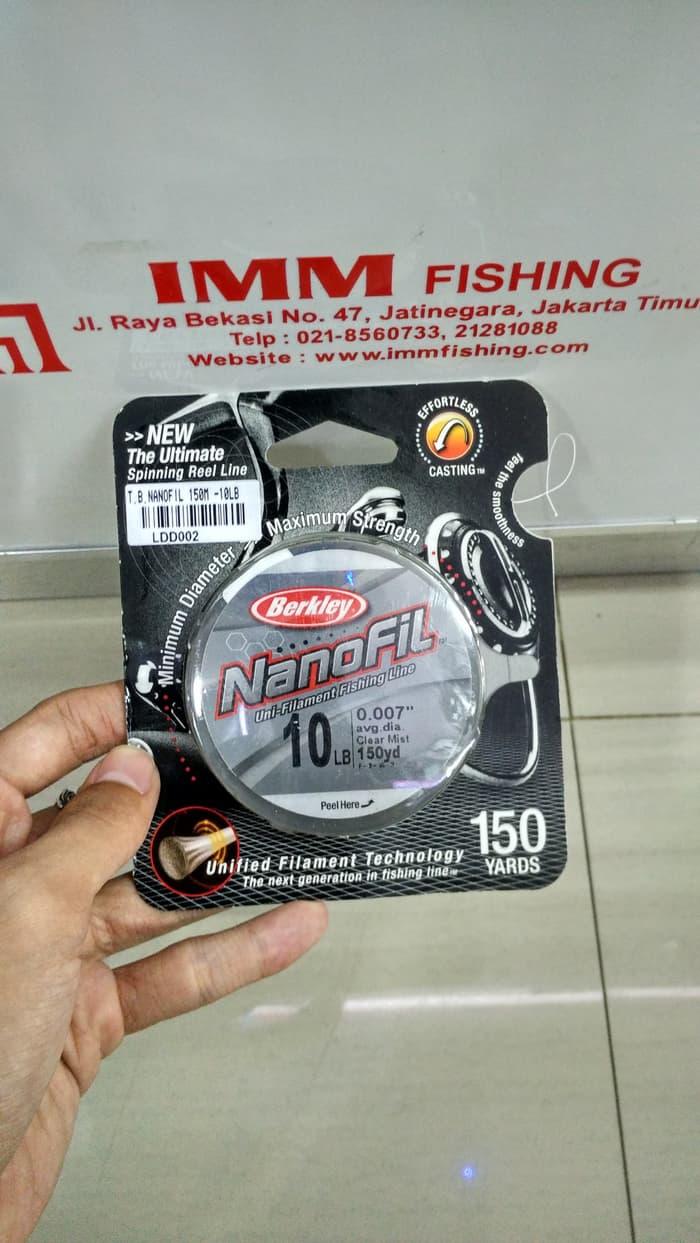 IMM FISHING
Jl. Raya Bekasi No. 47, Jatinegara, Jakarta Timu
Telp : 021-8560733, 21281088
Website : www.immfishing.com
>> NEW
The Ultimate
Spinning Reel Line
T.B.NANOFIL 150M -10LB
LDD002
EFFORTLESS
CASTING™
feel the smoothness
Minimum Diameter
Maximum Strength
Berkley
NanoFil™
Uni-Filament Fishing Line
10 LB
0.007"
avg.dia.
Clear Mist
150yd
Peel Here
150
YARDS
Unified Filament Technology
The next generation in fishing line™